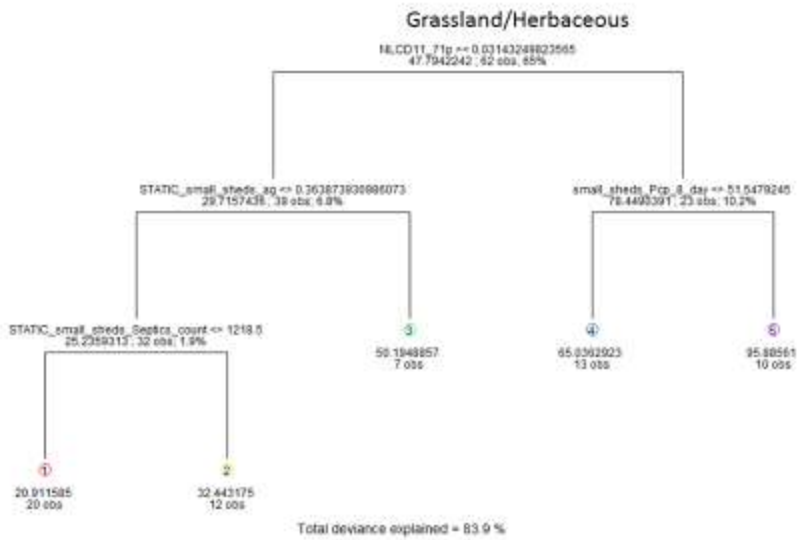 Grassland/Herbaceous
NLCD11_71p <= 0.03143249823565
47.7942242 ; 62 obs; 65%
STATIC_small_sheds_ag <= 0.363873930986073
29.7157436 ; 39 obs; 6.8%
small_sheds_Pcp_8_day <= 51.5479245
78.4490391 ; 23 obs; 10.2%
STATIC_small_sheds_Septics_count <= 1218.5
25.2359313 ; 32 obs; 1.9%
3
4
5
50.1948857
65.0362923
95.88561
7 obs
13 obs
10 obs
1
2
20.911585
32.443175
20 obs
12 obs
Total deviance explained = 83.9 %